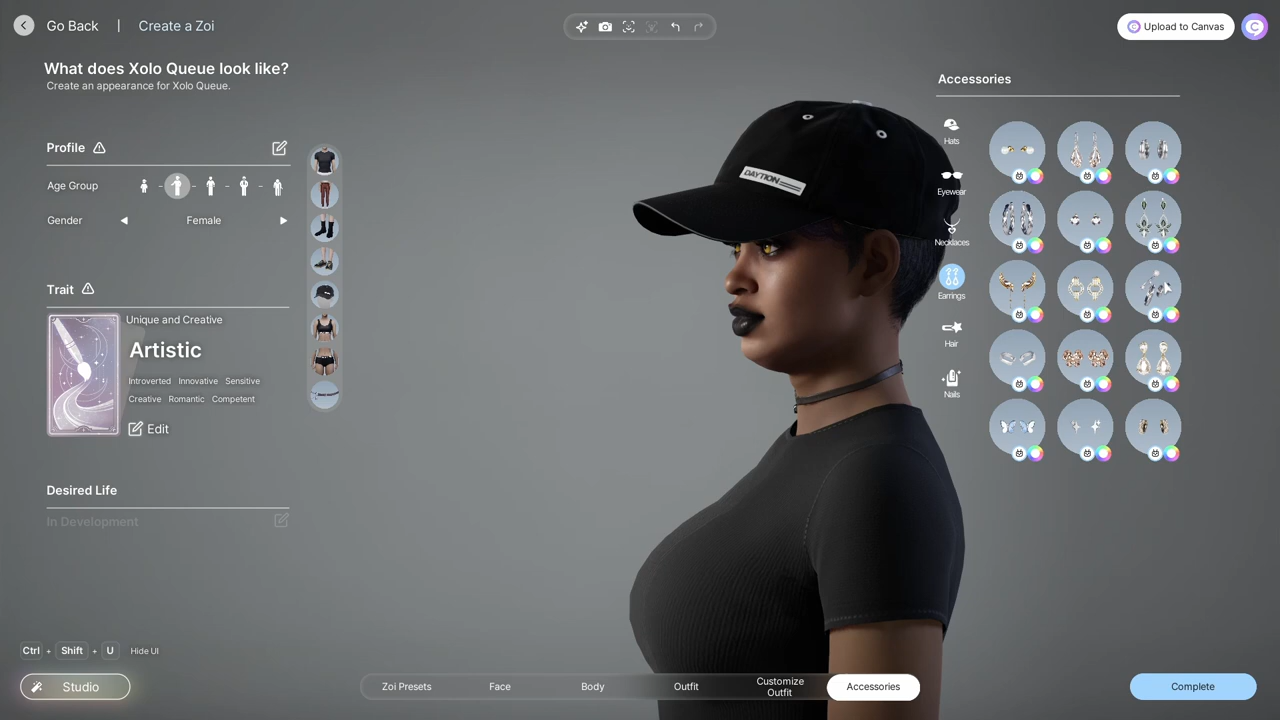 Go Back | Create a Zoi
Upload to Canvas
What does Xolo Queue look like?
Create an appearance for Xolo Queue.
Profile
Age Group
Gender
Female
Trait
Unique and Creative
Artistic
Introverted Innovative Sensitive
Creative Romantic Competent
Edit
Desired Life
In Development
Ctrl + Shift + U Hide UI
Studio
DAYTION
Accessories
Hats
Eyewear
Necklaces
Earrings
Hair
Nails
Zoi Presets
Face
Body
Outfit
Customize
Outfit
Accessories
Complete